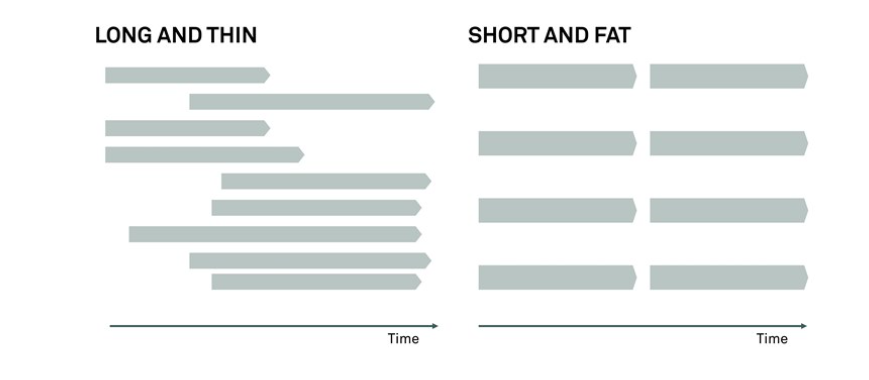 LONG AND THIN
SHORT AND FAT
Time
Time